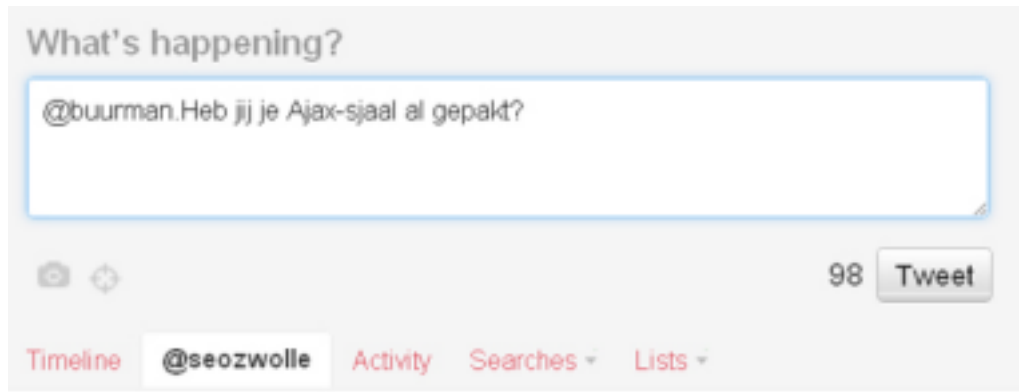 What's happening?
@buurman.Heb jij je Ajax-sjaal al gepakt?
98 Tweet
Timeline @seozwolle Activity Searches Lists